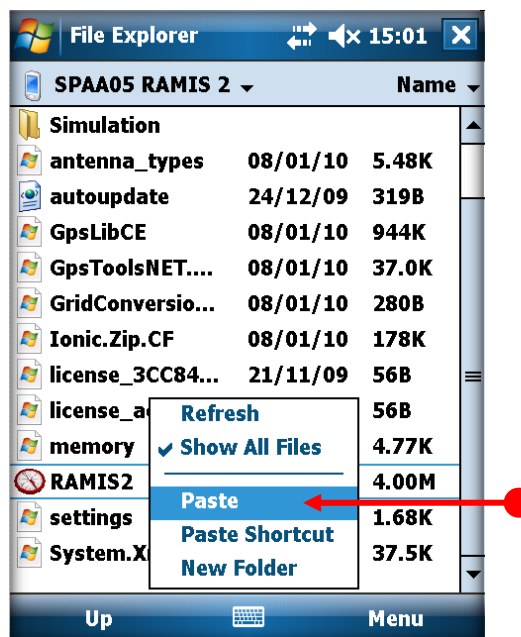 File Explorer 15:01
SPAA05 RAMIS 2 Name
Simulation
antenna_types 08/01/10 5.48K
autoupdate 24/12/09 319B
GpsLibCE 08/01/10 944K
GpsToolsNET.... 08/01/10 37.0K
GridConversio... 08/01/10 280B
Ionic.Zip.CF 08/01/10 178K
license_3CC84... 21/11/09 56B
license_a 56B
memory 4.77K
RAMIS2 4.00M
settings 1.68K
System.X 37.5K
Refresh
Show All Files
Paste
Paste Shortcut
New Folder
Up Menu